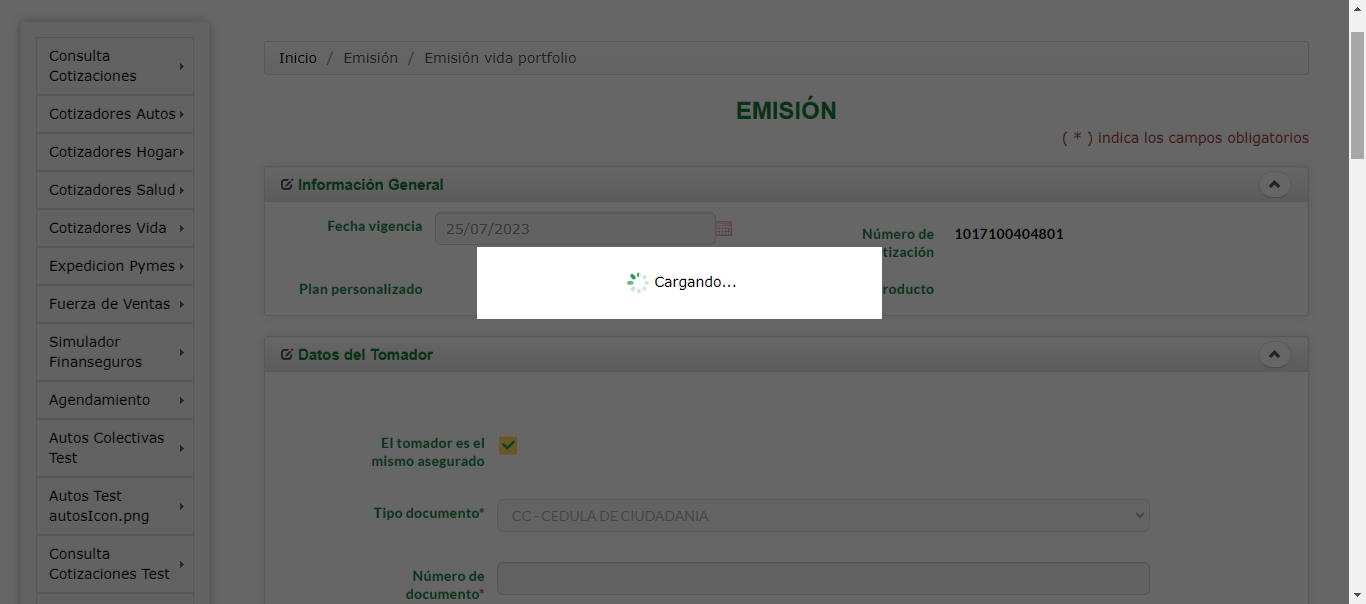 Consulta
Cotizaciones
Cotizadores Autos
Cotizadores Hogar
Cotizadores Salud
Cotizadores Vida
Expedicion Pymes
Fuerza de Ventas
Simulador
Finanseguros
Agendamiento
Autos Colectivas
Test
Autos Test
autosIcon.png
Consulta
Cotizaciones Test
Inicio / Emisión / Emisión vida portfolio
EMISIÓN
( * ) indica los campos obligatorios
Información General
Fecha vigencia
25/07/2023
Número de
tización
1017100404801
Plan personalizado
roducto
Cargando...
Datos del Tomador
El tomador es el
mismo asegurado
Tipo documento*
CC - CEDULA DE CIUDADANIA
Número de
documento*